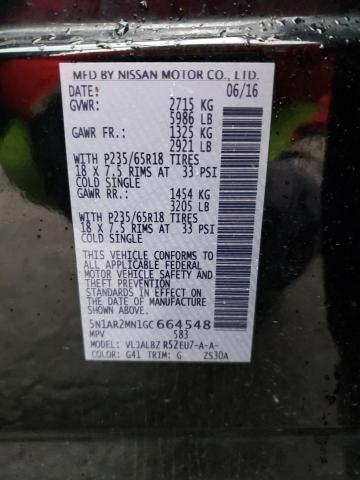 MFD BY NISSAN MOTOR CO., LTD.
DATE: 06/16
GVWR: 2715 KG
5986 LB
GAWR FR.: 1325 KG
2921 LB
WITH P235/65R18 TIRES
18 X 7.5 RIMS AT 33 PSI
COLD SINGLE
GAWR RR.: 1454 KG
3205 LB
WITH P235/65R18 TIRES
18 X 7.5 RIMS AT 33 PSI
COLD SINGLE
THIS VEHICLE CONFORMS TO ALL
APPLICABLE U.S. FEDERAL
MOTOR VEHICLE SAFETY AND
THEFT PREVENTION
STANDARDS IN EFFECT ON
THE DATE OF MANUFACTURE
SHOWN ABOVE.
5N1AR2MN1GC664548
MPV 583
MODEL: VLJALBZ R52EU7-A-A-
COLOR: G41 TRIM: G ZS30A